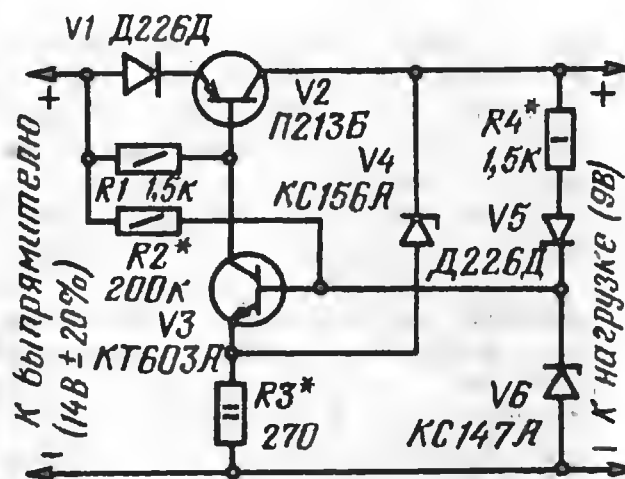 V1 Д226Д
+
+
V2
П213Б
R4*
1,5к
V4
КС156А
R1 1,5к
V5
Д226Д
R2*
200к
V3
КТ603А
R3*
270
V6
КС147А
К выпрямителю
(14В ± 20%)
К нагрузке (9В)
-
-